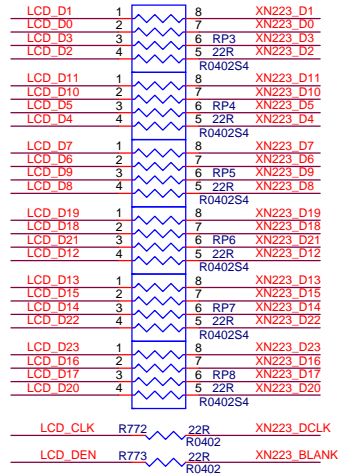 LCD_D1 1 8 XN223_D1
LCD_D0 2 7 XN223_D0
LCD_D3 3 6 RP3 XN223_D3
LCD_D2 4 5 22R XN223_D2
R0402S4
LCD_D11 1 8 XN223_D11
LCD_D10 2 7 XN223_D10
LCD_D5 3 6 RP4 XN223_D5
LCD_D4 4 5 22R XN223_D4
R0402S4
LCD_D7 1 8 XN223_D7
LCD_D6 2 7 XN223_D6
LCD_D9 3 6 RP5 XN223_D9
LCD_D8 4 5 22R XN223_D8
R0402S4
LCD_D19 1 8 XN223_D19
LCD_D18 2 7 XN223_D18
LCD_D21 3 6 RP6 XN223_D21
LCD_D12 4 5 22R XN223_D12
R0402S4
LCD_D13 1 8 XN223_D13
LCD_D15 2 7 XN223_D15
LCD_D14 3 6 RP7 XN223_D14
LCD_D22 4 5 22R XN223_D22
R0402S4
LCD_D23 1 8 XN223_D23
LCD_D16 2 7 XN223_D16
LCD_D17 3 6 RP8 XN223_D17
LCD_D20 4 5 22R XN223_D20
R0402S4
LCD_CLK R772 22R XN223_DCLK
R0402
LCD_DEN R773 22R XN223_BLANK
R0402